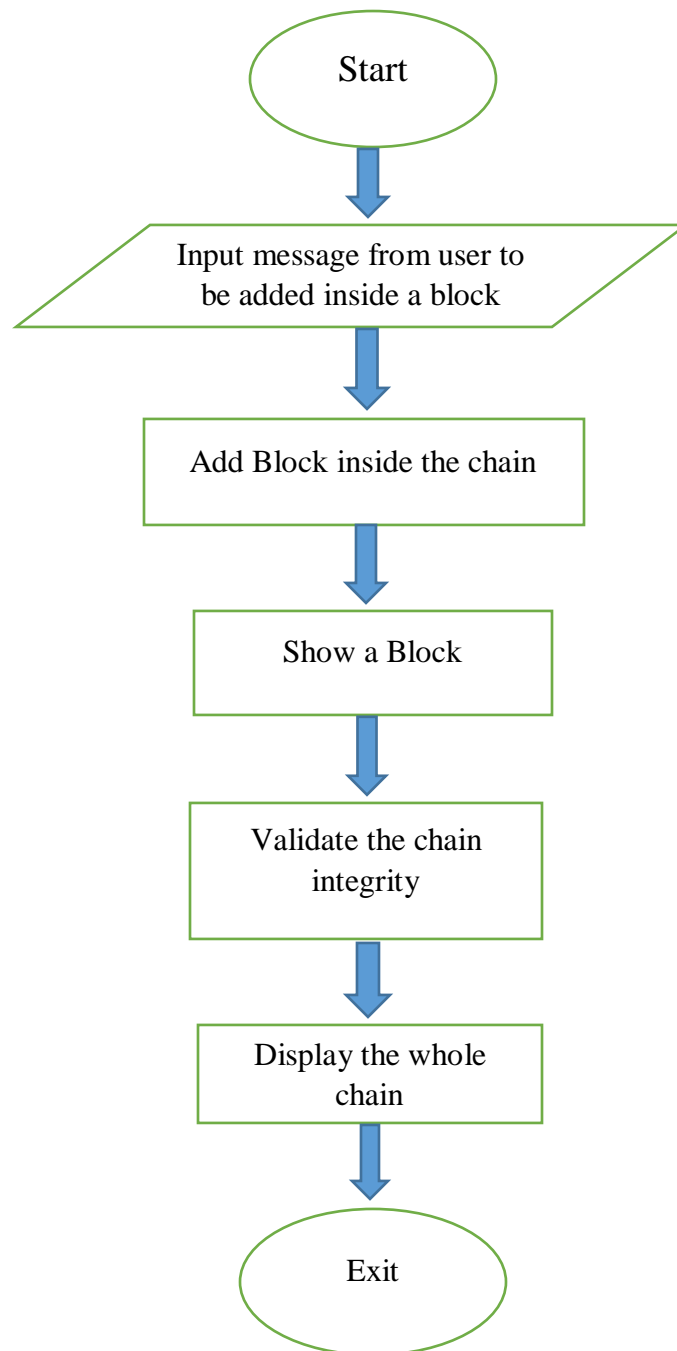 Start
Input message from user to
be added inside a block
Add Block inside the chain
Show a Block
Validate the chain
integrity
Display the whole
chain
Exit